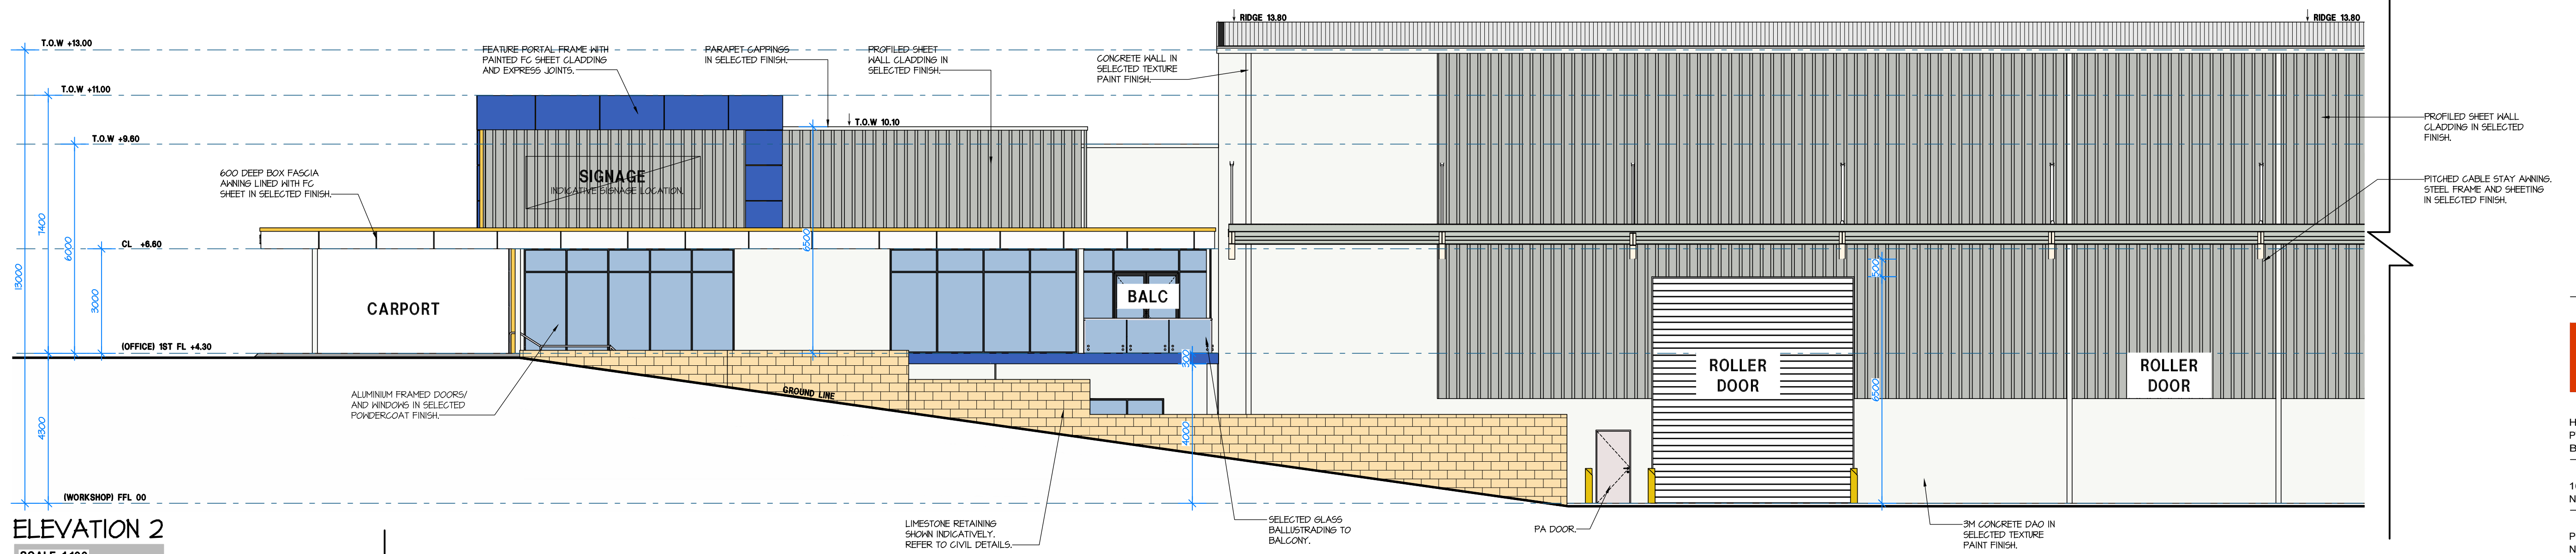 RIDGE 13.80
RIDGE 13.80
T.O.W +13.00
FEATURE PORTAL FRAME WITH
PAINTED FC SHEET CLADDING
AND EXPRESS JOINTS.
PARAPET CAPPINGS
IN SELECTED FINISH.
PROFILED SHEET
WALL CLADDING IN
SELECTED FINISH.
CONCRETE WALL IN
SELECTED TEXTURE
PAINT FINISH.
T.O.W +11.00
T.O.W 10.10
PROFILED SHEET WALL
CLADDING IN SELECTED
FINISH.
T.O.W +9.60
600 DEEP BOX FASCIA
AWNING LINED WITH FC
SHEET IN SELECTED FINISH.
SIGNAGE
INDICATIVE SIGNAGE LOCATION.
PITCHED CABLE STAY AWNING.
STEEL FRAME AND SHEETING
IN SELECTED FINISH.
7400
6000
6500
CL +6.60
13000
3000
500
CARPORT
BALC
(OFFICE) 1ST FL +4.30
300
ROLLER
DOOR
ROLLER
DOOR
ALUMINIUM FRAMED DOORS/
AND WINDOWS IN SELECTED
POWDERCOAT FINISH.
GROUND LINE
6500
4300
4000
(WORKSHOP) FFL 00
ELEVATION 2
SCALE 1:100
LIMESTONE RETAINING
SHOWN INDICATIVELY.
REFER TO CIVIL DETAILS.
SELECTED GLASS
BALLUSTRADING TO
BALCONY.
PA DOOR.
3M CONCRETE DAO IN
SELECTED TEXTURE
PAINT FINISH.